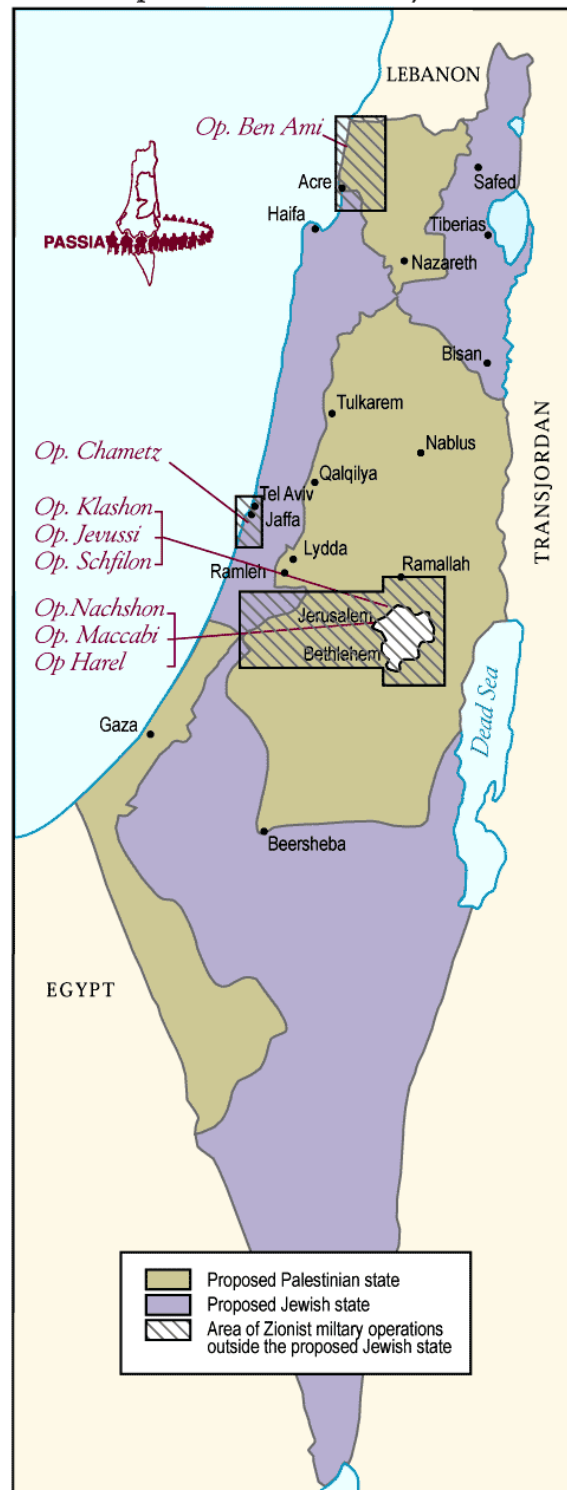 LEBANON
Op. Ben Ami
Acre
Safed
Haifa
Tiberias
PASSIA
Nazareth
Bisan
Tulkarem
TRANSJORDAN
Op. Chametz
Nablus
Qalqilya
Op. Klashon
Tel Aviv
Op. Jevussi
Jaffa
Op. Schfilon
Lydda
Ramleh
Ramallah
Op.Nachshon
Jerusalem
Op. Maccabi
Op Harel
Bethlehem
Dead Sea
Gaza
Beersheba
EGYPT
Proposed Palestinian state
Proposed Jewish state
Area of Zionist miltary operations
outside the proposed Jewish state